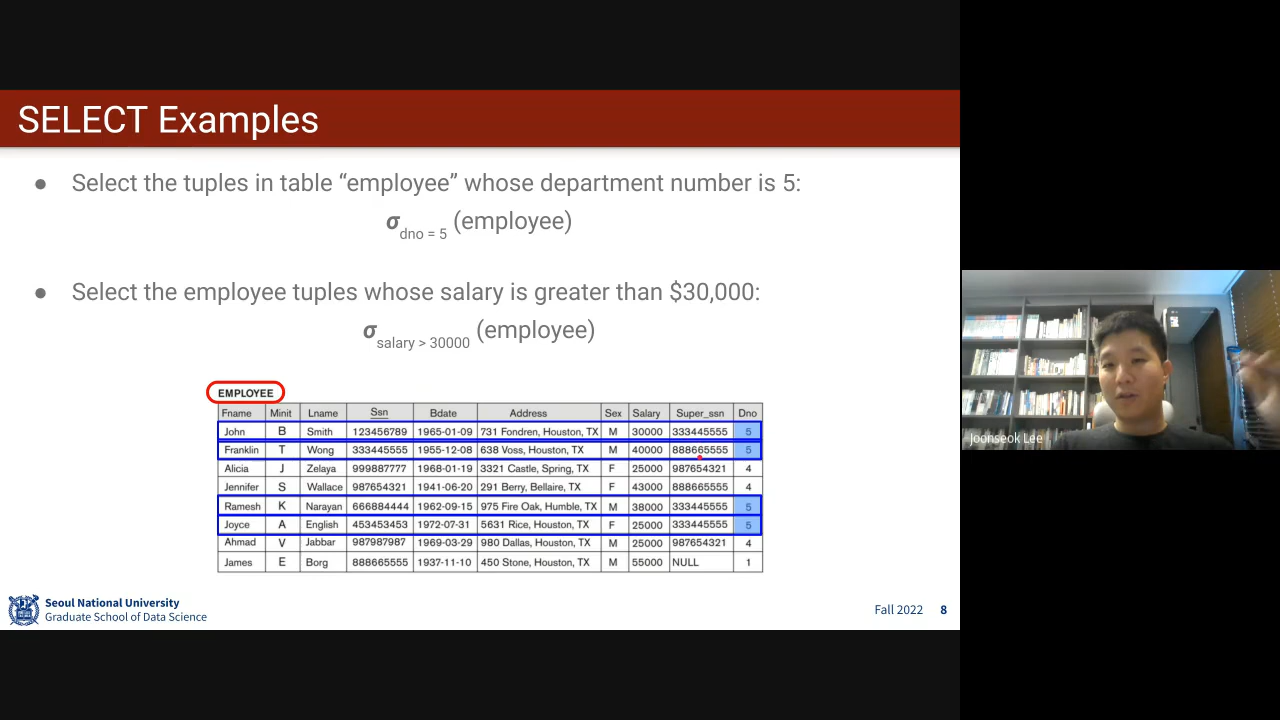 SELECT Examples
● Select the tuples in table “employee” whose department number is 5:
σ dno = 5 (employee)
● Select the employee tuples whose salary is greater than $30,000:
σ salary > 30000 (employee)
EMPLOYEE
Fname Minit Lname Ssn Bdate Address Sex Salary Super_ssn Dno
John B Smith 123456789 1965-01-09 731 Fondren, Houston, TX M 30000 333445555 5
Franklin T Wong 333445555 1955-12-08 638 Voss, Houston, TX M 40000 888665555 5
Alicia J Zelaya 999887777 1968-01-19 3321 Castle, Spring, TX F 25000 987654321 4
Jennifer S Wallace 987654321 1941-06-20 291 Berry, Bellaire, TX F 43000 888665555 4
Ramesh K Narayan 666884444 1962-09-15 975 Fire Oak, Humble, TX M 38000 333445555 5
Joyce A English 453453453 1972-07-31 5631 Rice, Houston, TX F 25000 333445555 5
Ahmad V Jabbar 987987987 1969-03-29 980 Dallas, Houston, TX M 25000 987654321 4
James E Borg 888665555 1937-11-10 450 Stone, Houston, TX M 55000 NULL 1
Seoul National University
Graduate School of Data Science
Fall 2022 8
Joonseok Lee